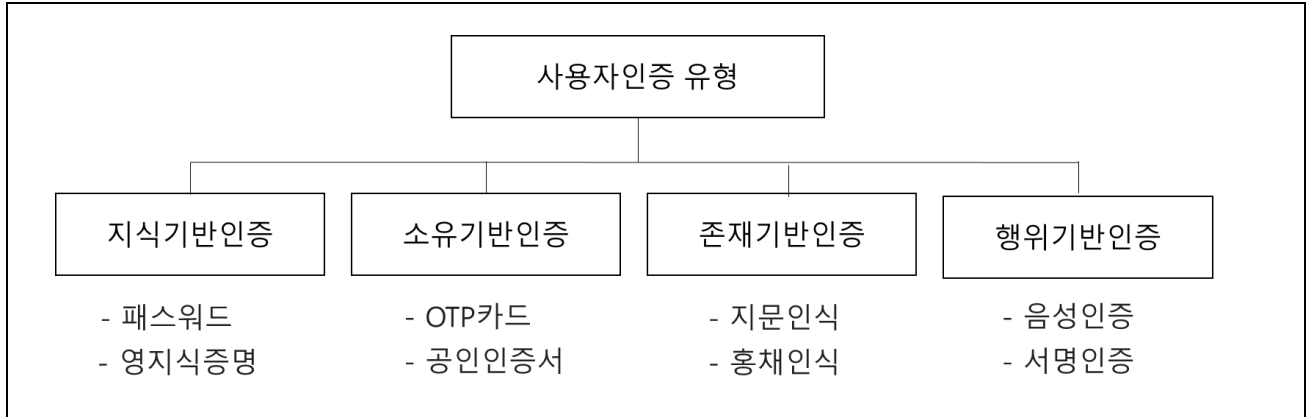 사용자인증 유형
지식기반인증
- 패스워드
- 영지식증명
소유기반인증
- OTP카드
- 공인인증서
존재기반인증
- 지문인식
- 홍채인식
행위기반인증
- 음성인증
- 서명인증